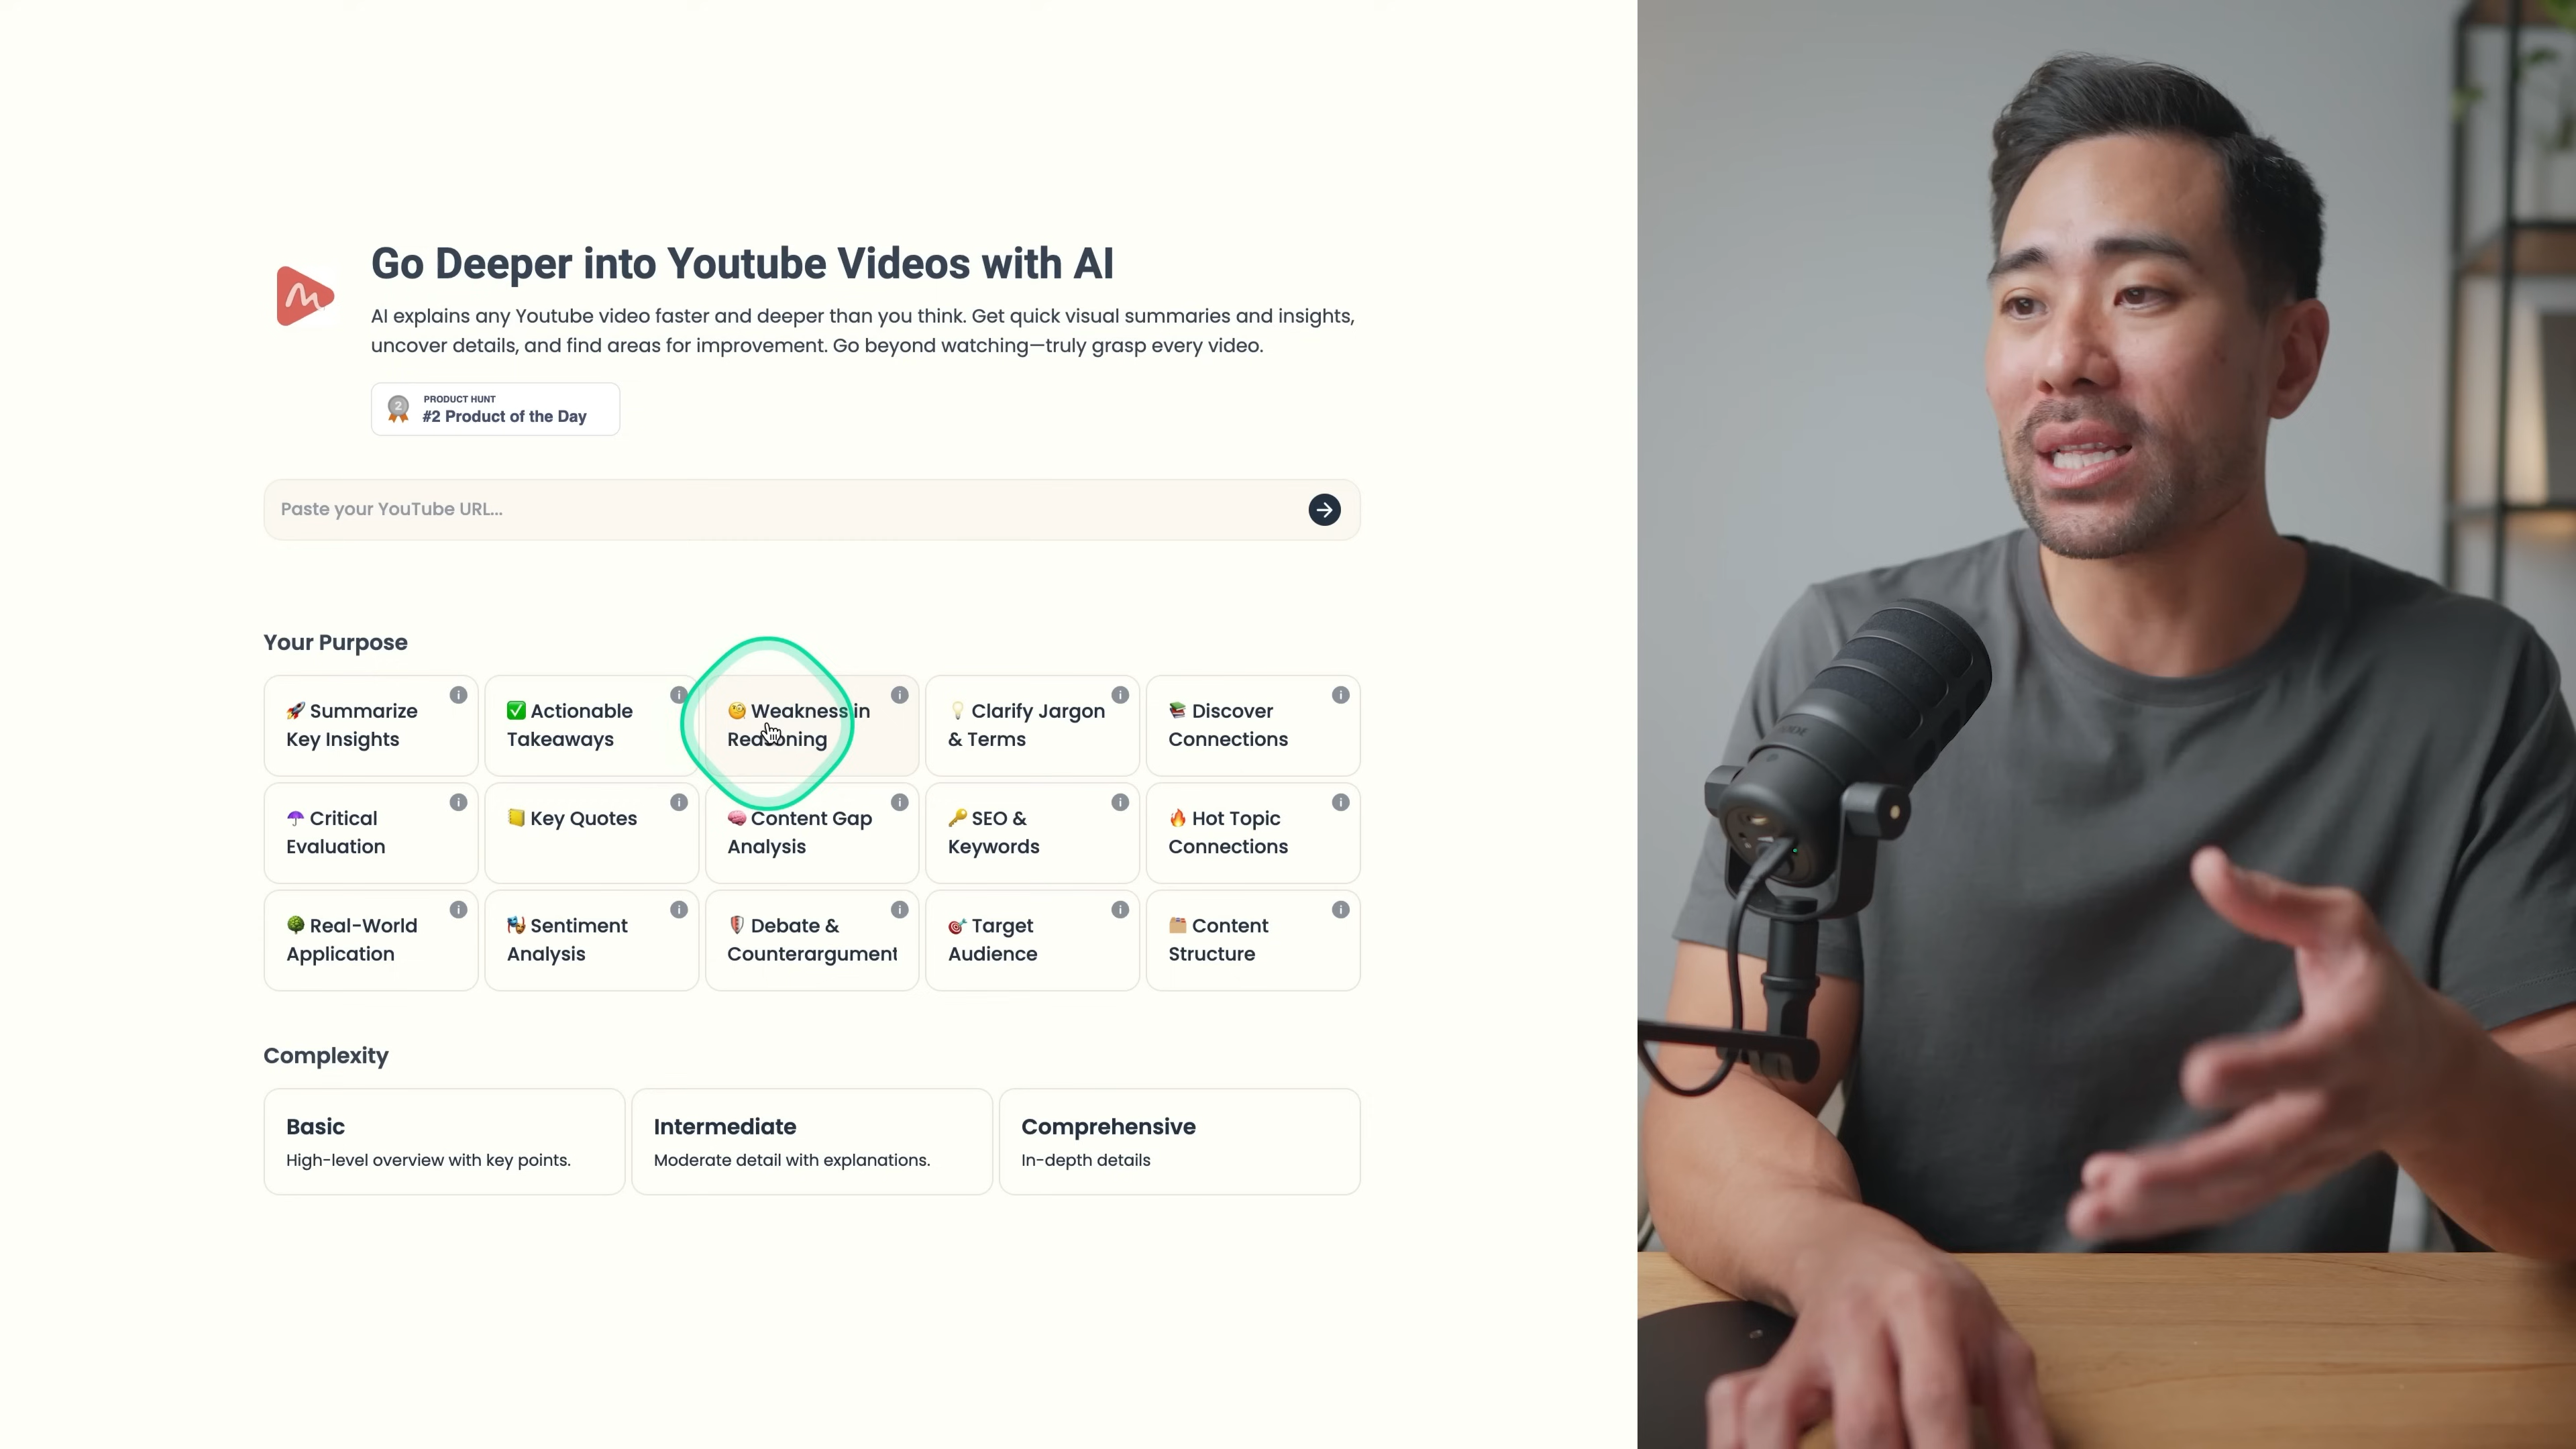 Go Deeper into Youtube Videos with AI
AI explains any Youtube video faster and deeper than you think. Get quick visual summaries and insights,
uncover details, and find areas for improvement. Go beyond watching—truly grasp every video.
2
PRODUCT HUNT
#2 Product of the Day
Paste your YouTube URL...
Your Purpose
Summarize
Key Insights
Actionable
Takeaways
Weakness in
Reasoning
Clarify Jargon
& Terms
Discover
Connections
Critical
Evaluation
Key Quotes
Content Gap
Analysis
SEO &
Keywords
Hot Topic
Connections
Real-World
Application
Sentiment
Analysis
Debate &
Counterargument
Target
Audience
Content
Structure
Complexity
Basic
High-level overview with key points.
Intermediate
Moderate detail with explanations.
Comprehensive
In-depth details